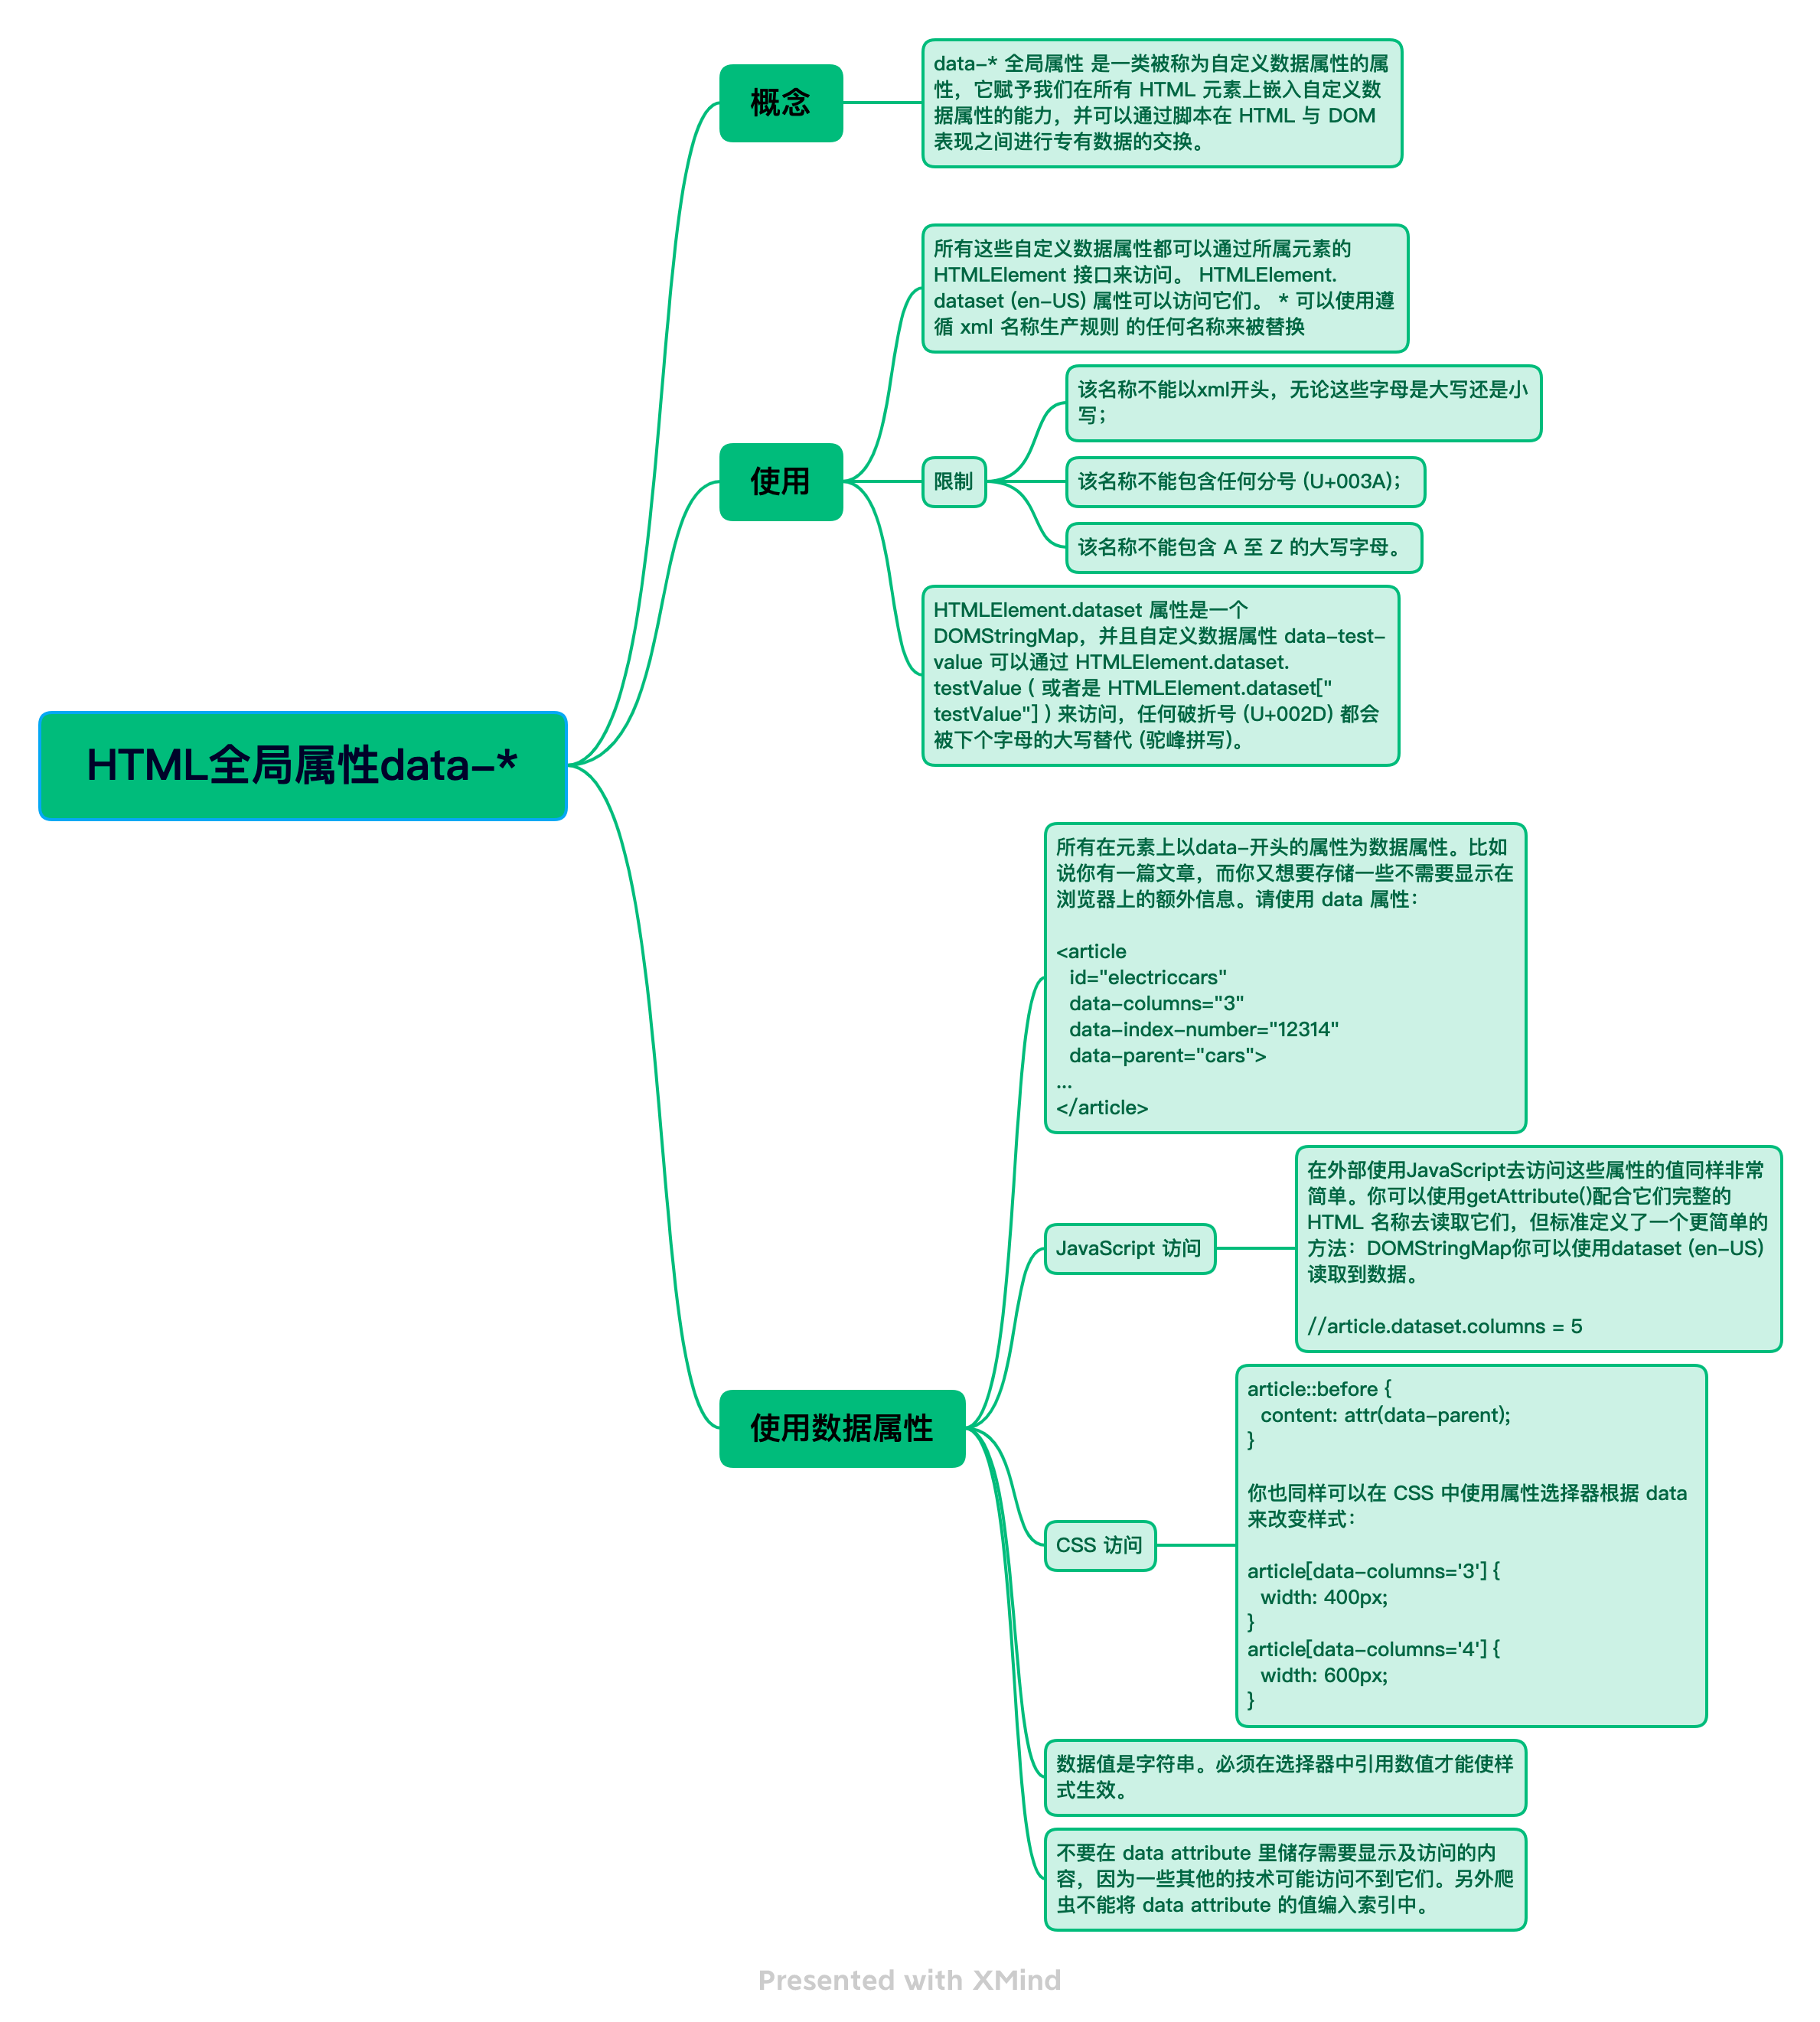 HTML全局属性data-*
概念
data-* 全局属性 是一类被称为自定义数据属性的属
性，它赋予我们在所有 HTML 元素上嵌入自定义数
据属性的能力，并可以通过脚本在 HTML 与 DOM
表现之间进行专有数据的交换。
使用
所有这些自定义数据属性都可以通过所属元素的
HTMLElement 接口来访问。 HTMLElement.
dataset (en-US) 属性可以访问它们。 * 可以使用遵
循 xml 名称生产规则 的任何名称来被替换
限制
该名称不能以xml开头，无论这些字母是大写还是小
写；
该名称不能包含任何分号 (U+003A)；
该名称不能包含 A 至 Z 的大写字母。
HTMLElement.dataset 属性是一个
DOMStringMap，并且自定义数据属性 data-test-
value 可以通过 HTMLElement.dataset.
testValue ( 或者是 HTMLElement.dataset["
testValue"] ) 来访问，任何破折号 (U+002D) 都会
被下个字母的大写替代 (驼峰拼写)。
使用数据属性
所有在元素上以data-开头的属性为数据属性。比如
说你有一篇文章，而你又想要存储一些不需要显示在
浏览器上的额外信息。请使用 data 属性：
<article
  id="electriccars"
  data-columns="3"
  data-index-number="12314"
  data-parent="cars">
...
</article>
JavaScript 访问
在外部使用JavaScript去访问这些属性的值同样非常
简单。你可以使用getAttribute()配合它们完整的
HTML 名称去读取它们，但标准定义了一个更简单的
方法：DOMStringMap你可以使用dataset (en-US)
读取到数据。
//article.dataset.columns = 5
CSS 访问
article::before {
  content: attr(data-parent);
}
你也同样可以在 CSS 中使用属性选择器根据 data
来改变样式：
article[data-columns='3'] {
  width: 400px;
}
article[data-columns='4'] {
  width: 600px;
}
数据值是字符串。必须在选择器中引用数值才能使样
式生效。
不要在 data attribute 里储存需要显示及访问的内
容，因为一些其他的技术可能访问不到它们。另外爬
虫不能将 data attribute 的值编入索引中。
Presented with XMind